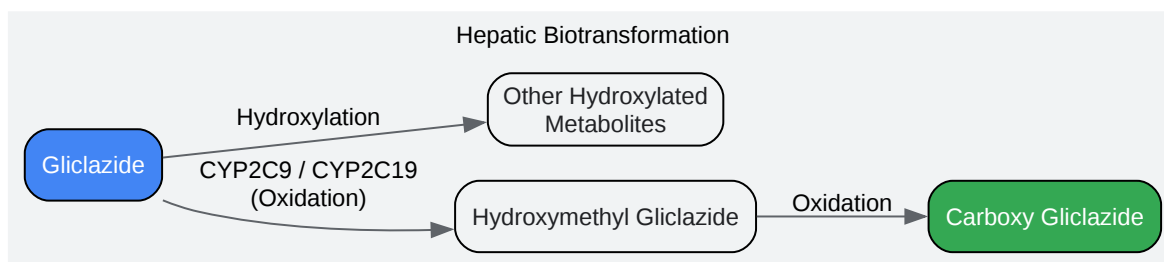 Hepatic Biotransformation
Other Hydroxylated
Metabolites
Hydroxylation
Gliclazide
CYP2C9 / CYP2C19
(Oxidation)
Hydroxymethyl Gliclazide
Oxidation
Carboxy Gliclazide